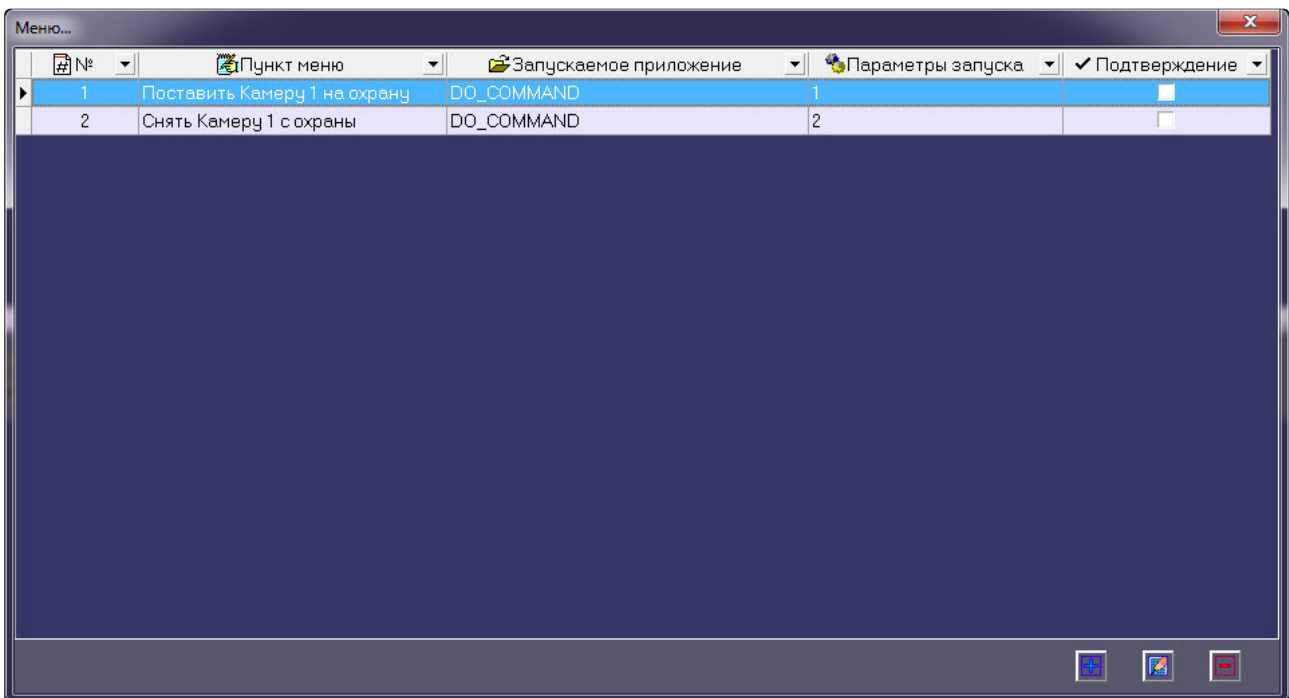 Меню...
№ Пункт меню Запускаемое приложение Параметры запуска Подтверждение
1 Поставить Камеру 1 на охрану DO_COMMAND 1
2 Снять Камеру 1 с охраны DO_COMMAND 2